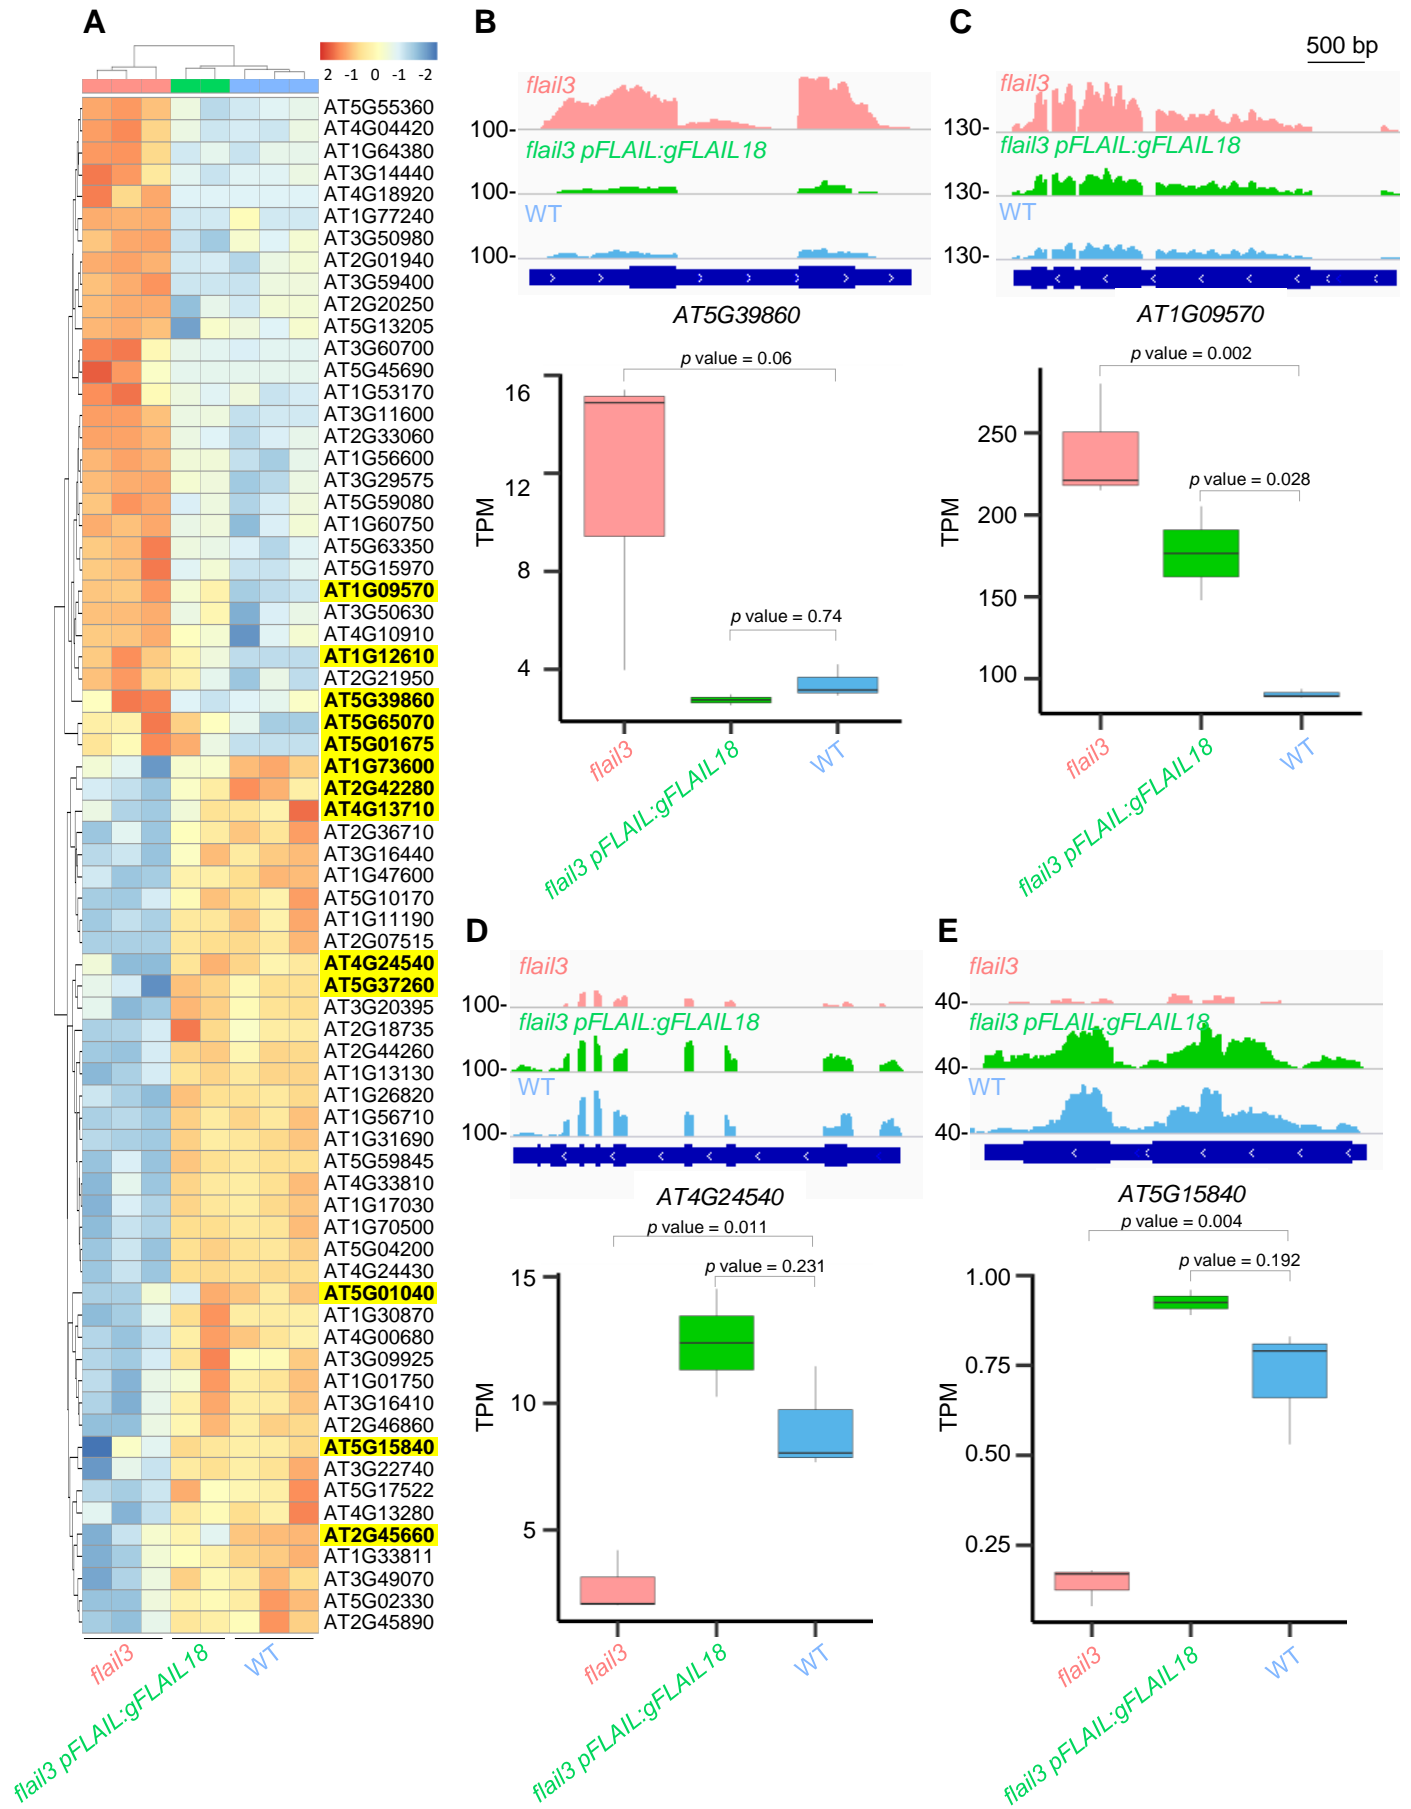 A
2 -1 0 -1 -2
AT5G55360
AT4G04420
AT1G64380
AT3G14440
AT4G18920
AT1G77240
AT3G50980
AT2G01940
AT3G59400
AT2G20250
AT5G13205
AT3G60700
AT5G45690
AT1G53170
AT3G11600
AT2G33060
AT1G56600
AT3G29575
AT5G59080
AT1G60750
AT5G63350
AT5G15970
AT1G09570
AT3G50630
AT4G10910
AT1G12610
AT2G21950
AT5G39860
AT5G65070
AT5G01675
AT1G73600
AT2G42280
AT4G13710
AT2G36710
AT3G16440
AT1G47600
AT5G10170
AT1G11190
AT2G07515
AT4G24540
AT5G37260
AT3G20395
AT2G18735
AT2G44260
AT1G13130
AT1G26820
AT1G56710
AT1G31690
AT5G59845
AT4G33810
AT1G17030
AT1G70500
AT5G04200
AT4G24430
AT5G01040
AT1G30870
AT4G00680
AT3G09925
AT1G01750
AT3G16410
AT2G46860
AT5G15840
AT3G22740
AT5G17522
AT4G13280
AT2G45660
AT1G33811
AT3G49070
AT5G02330
AT2G45890
flail3
flail3 pFLAIL:gFLAIL18
WT
B
flail3
100-
flail3 pFLAIL:gFLAIL18
100-
WT
100-
AT5G39860
p value = 0.06
p value = 0.74
TPM
16
12
8
4
flail3
flail3 pFLAIL:gFLAIL18
WT
C
500 bp
flail3
130-
flail3 pFLAIL:gFLAIL18
130-
WT
130-
AT1G09570
p value = 0.002
p value = 0.028
TPM
250
200
150
100
flail3
flail3 pFLAIL:gFLAIL18
WT
D
flail3
100-
flail3 pFLAIL:gFLAIL18
100-
WT
100-
AT4G24540
p value = 0.011
p value = 0.231
TPM
15
10
5
flail3
flail3 pFLAIL:gFLAIL18
WT
E
flail3
40-
flail3 pFLAIL:gFLAIL18
40-
WT
40-
AT5G15840
p value = 0.004
p value = 0.192
TPM
1.00
0.75
0.50
0.25
flail3
flail3 pFLAIL:gFLAIL18
WT